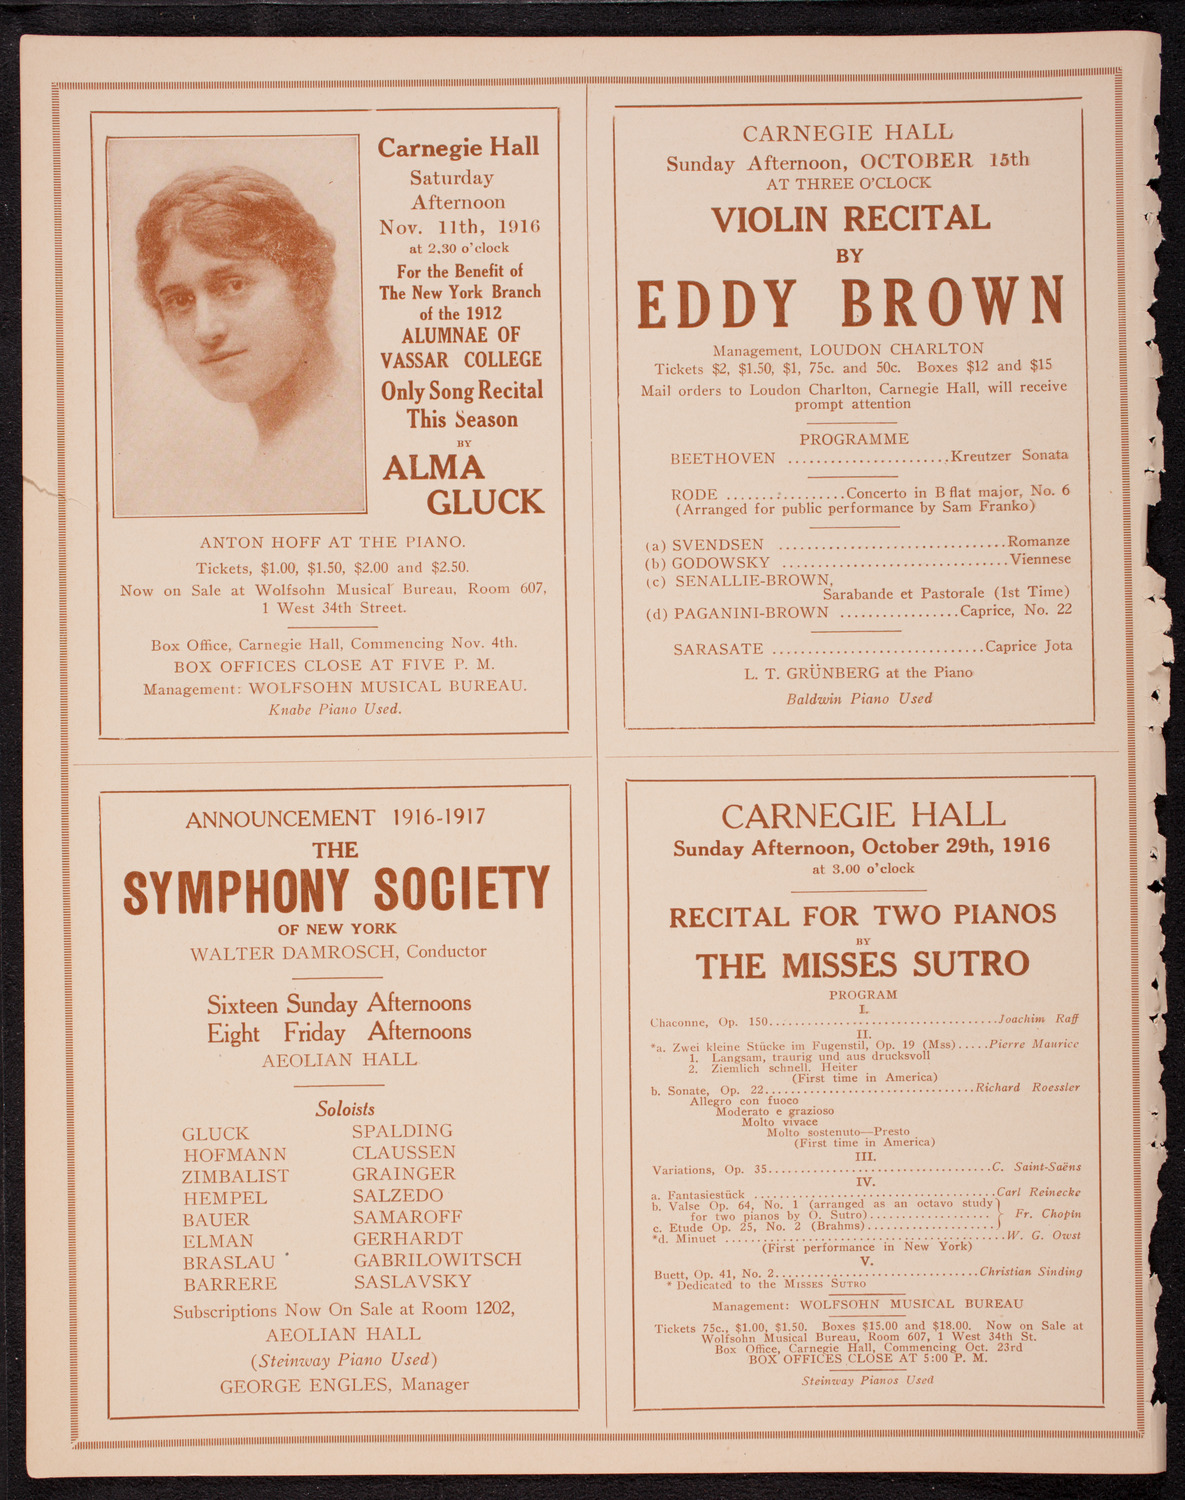 Carnegie Hall
Saturday
Afternoon
Nov. 11th, 1916
at 2.30 o'clock
For the Benefit of
The New York Branch
of the 1912
ALUMNAE OF
VASSAR COLLEGE
Only Song Recital
This Season
BY
ALMA
GLUCK
ANTON HOFF AT THE PIANO.
Tickets, $1.00, $1.50, $2.00 and $2.50.
Now on Sale at Wolfsohn Musical Bureau, Room 607,
1 West 34th Street.
Box Office, Carnegie Hall, Commencing Nov. 4th.
BOX OFFICES CLOSE AT FIVE P. M.
Management: WOLFSOHN MUSICAL BUREAU.
Knabe Piano Used.
CARNEGIE HALL
Sunday Afternoon, OCTOBER 15th
AT THREE O'CLOCK
VIOLIN RECITAL
BY
EDDY BROWN
Management, LOUDON CHARLTON
Tickets $2, $1.50, $1, 75c. and 50c. Boxes $12 and $15
Mail orders to Loudon Charlton, Carnegie Hall, will receive
prompt attention
PROGRAMME
BEETHOVEN ......................Kreutzer Sonata
RODE .................Concerto in B flat major, No. 6
(Arranged for public performance by Sam Franko)
(a) SVENDSEN ...............................Romanze
(b) GODOWSKY ...............................Viennese
(c) SENALLIE-BROWN,
Sarabande et Pastorale (1st Time)
(d) PAGANINI-BROWN .................Caprice, No. 22
SARASATE .............................Caprice Jota
L. T. GRÜNBERG at the Piano
Baldwin Piano Used
ANNOUNCEMENT 1916-1917
THE
SYMPHONY SOCIETY
OF NEW YORK
WALTER DAMROSCH, Conductor
Sixteen Sunday Afternoons
Eight Friday Afternoons
AEOLIAN HALL
Soloists
GLUCK SPALDING
HOFMANN CLAUSSEN
ZIMBALIST GRAINGER
HEMPEL SALZEDO
BAUER SAMAROFF
ELMAN GERHARDT
BRASLAU GABRILOWITSCH
BARRERE SASLAVSKY
Subscriptions Now On Sale at Room 1202,
AEOLIAN HALL
(Steinway Piano Used)
GEORGE ENGLES, Manager
CARNEGIE HALL
Sunday Afternoon, October 29th, 1916
at 3.00 o'clock
RECITAL FOR TWO PIANOS
BY
THE MISSES SUTRO
PROGRAM
I.
Chaconne, Op. 150.....................................Joachim Raff
II.
*a. Zwei kleine Stücke im Fugenstil, Op. 19 (Mss).....Pierre Maurice
1. Langsam, traurig und aus drucksvoll
2. Ziemlich schnell. Heiter
(First time in America)
b. Sonate, Op. 22.................................Richard Roessler
Allegro con fuoco
Moderato e grazioso
Molto vivace
Molto sostenuto—Presto
(First time in America)
III.
Variations, Op. 35...................................C. Saint-Saëns
IV.
a. Fantasiestück ......................................Carl Reinecke
b. Valse Op. 64, No. 1 (arranged as an octavo study
for two pianos by O. Sutro)................... } Fr. Chopin
c. Etude Op. 25, No. 2 (Brahms)....................
*d. Minuet ............................................W. G. Owst
(First performance in New York)
V.
Buett, Op. 41, No. 2................................Christian Sinding
* Dedicated to the MISSES SUTRO
Management: WOLFSOHN MUSICAL BUREAU
Tickets 75c., $1.00, $1.50. Boxes $15.00 and $18.00. Now on Sale at
Wolfsohn Musical Bureau, Room 607, 1 West 34th St.
Box Office, Carnegie Hall, Commencing Oct. 23rd
BOX OFFICES CLOSE AT 5:00 P. M.
Steinway Pianos Used